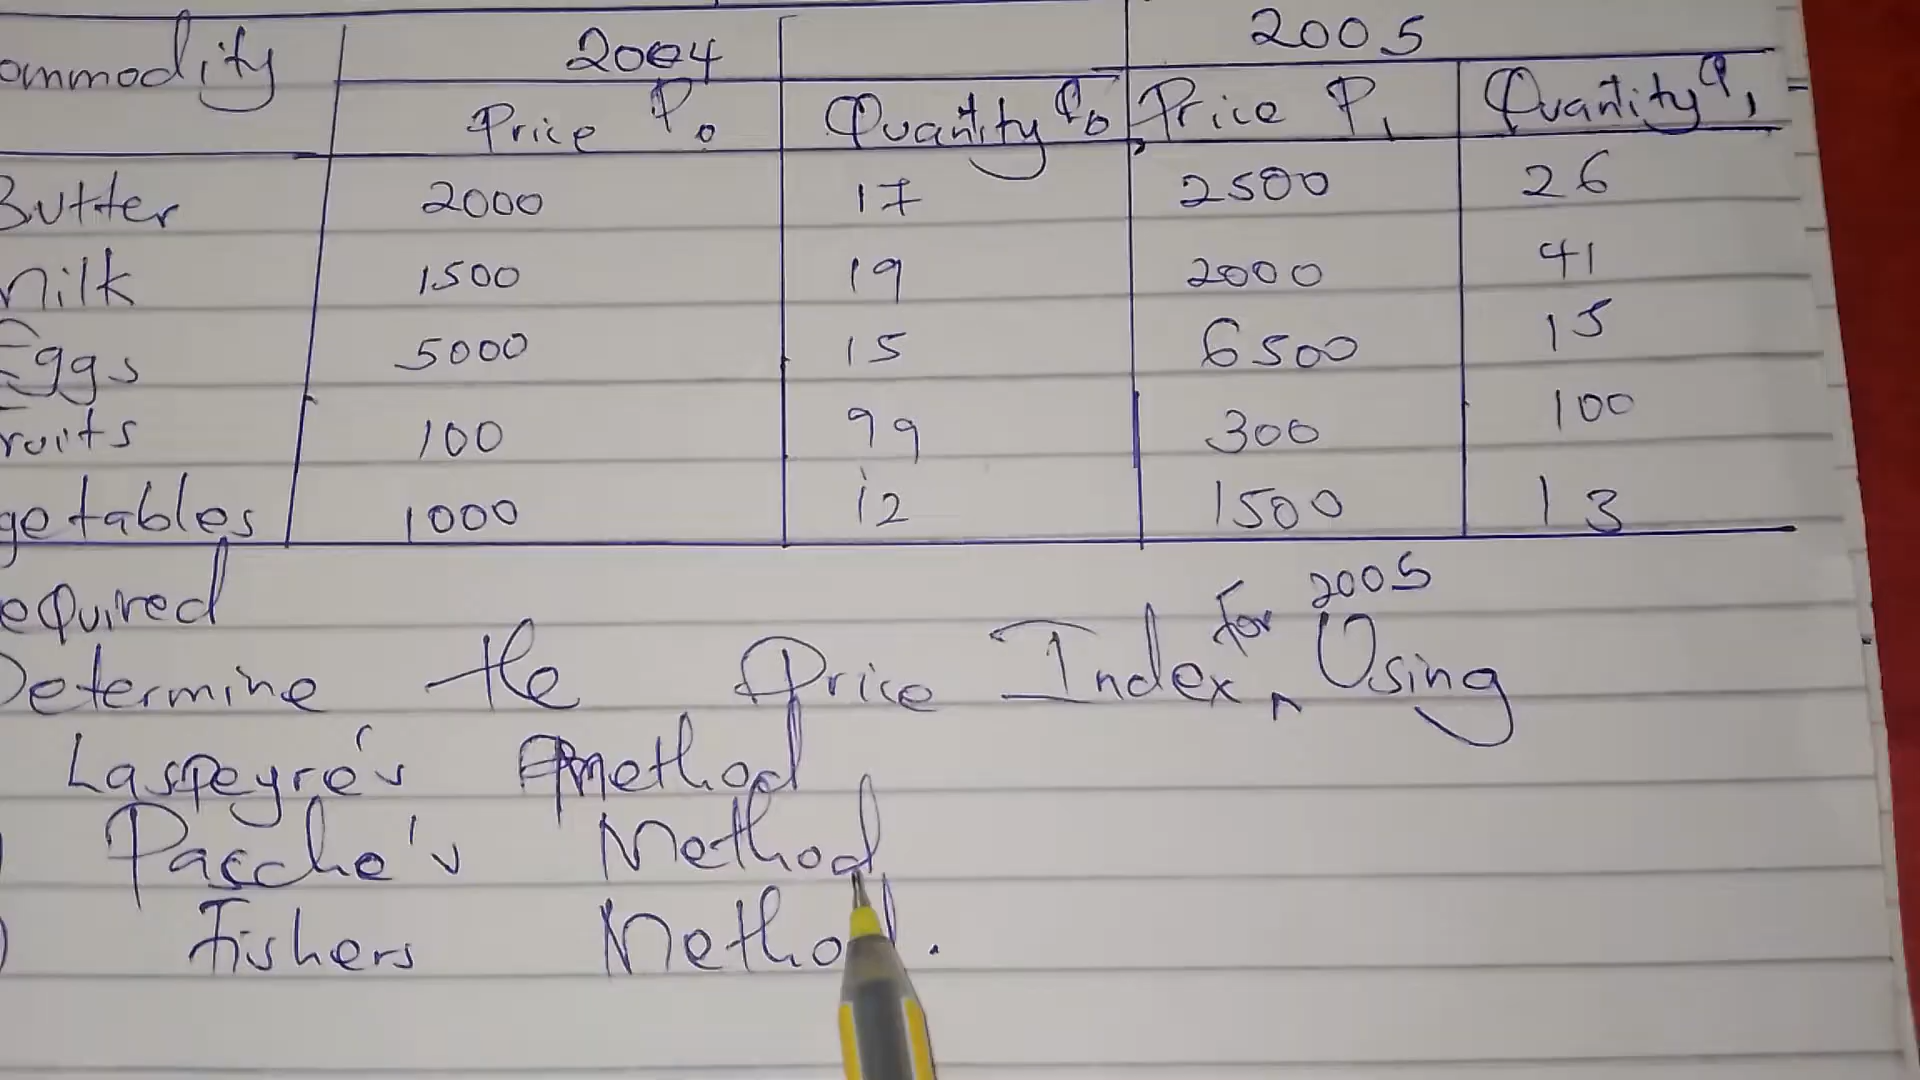 ommodity 2004 2005
Price P₀ Quantity q₀ Price P₁ Quantity q₁
Butter 2000 17 2500 26
milk 1500 19 2000 41
Eggs 5000 15 6500 15
ruits 100 99 300 100
getables 1000 12 1500 13
equired
Determine the Price Index ^ for 2005 Using
Laspeyre's method
) Pasche's Method
) Fishers Method.